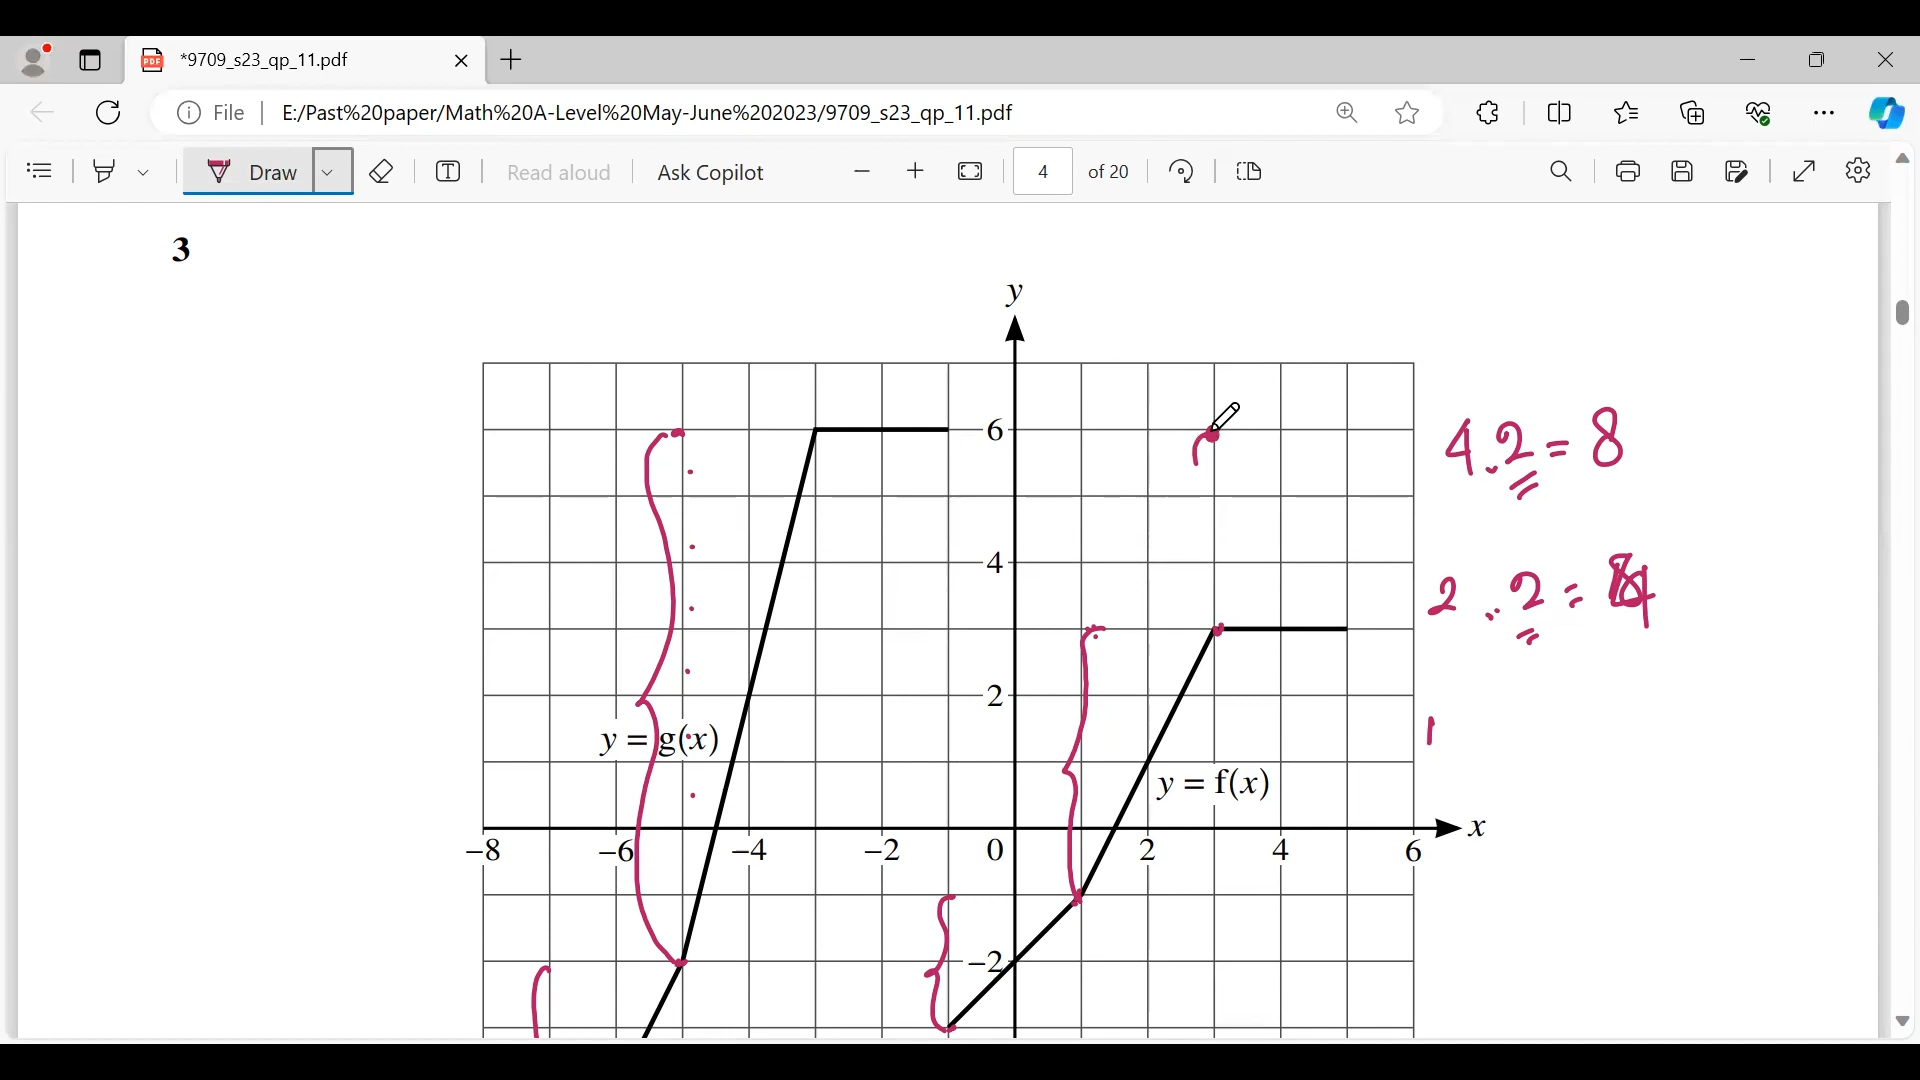 *9709_s23_qp_11.pdf
File
E:/Past%20paper/Math%20A-Level%20May-June%202023/9709_s23_qp_11.pdf
Draw
Read aloud
Ask Copilot
4
of 20
3
y
6
4
2
y = g(x)
y = f(x)
x
−8
−6
−4
−2
0
2
4
6
−2
4.2 = 8
2 .. 2 =